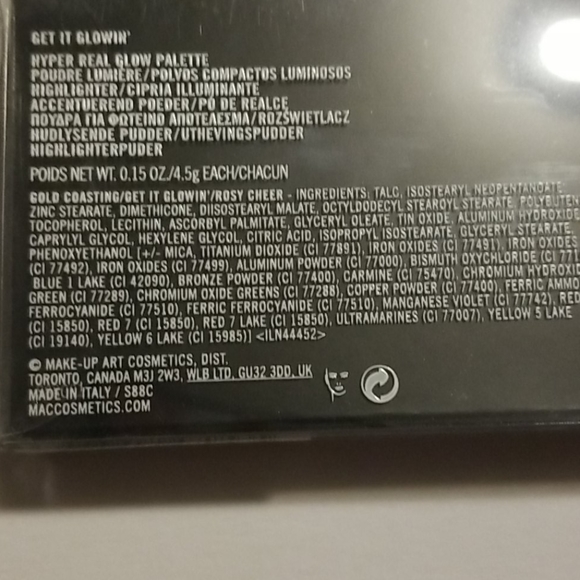 GET IT GLOWIN'
HYPER REAL GLOW PALETTE
POUDRE LUMIÈRE/POLVOS COMPACTOS LUMINOSOS
HIGHLIGHTER/CIPRIA ILLUMINANTE
ACCENTUEREND POEDER/PÓ DE REALCE
ΠΟΥΔΡΑ ΓΙΑ ΦΩΤΕΙΝΟ ΑΠΟΤΕΛΕΣΜΑ/ROZŚWIETLACZ
HUDLYSENDE PUDDER/UTHEVINGSPUDDER
HIGHLIGHTERPUDER
POIDS NET WT. 0.15 OZ./4.5g EACH/CHACUN
GOLD COASTING/GET IT GLOWIN'/ROSY CHEER - INGREDIENTS: TALC, ISOSTEARYL NEOPENTANOATE,
ZINC STEARATE, DIMETHICONE, DIISOSTEARYL MALATE, OCTYLDODECYL STEAROYL STEARATE, POLYBUTEN
TOCOPHEROL, LECITHIN, ASCORBYL PALMITATE, GLYCERYL OLEATE, TIN OXIDE, ALUMINUM HYDROXIDE
CAPRYLYL GLYCOL, HEXYLENE GLYCOL, CITRIC ACID, ISOPROPYL ISOSTEARATE, GLYCERYL STEARATE,
PHENOXYETHANOL [+/- MICA, TITANIUM DIOXIDE (CI 77891), IRON OXIDES (CI 77491), IRON OXIDES
(CI 77492), IRON OXIDES (CI 77499), ALUMINUM POWDER (CI 77000), BISMUTH OXYCHLORIDE (CI 771
BLUE 1 LAKE (CI 42090), BRONZE POWDER (CI 77400), CARMINE (CI 75470), CHROMIUM HYDROXI
GREEN (CI 77289), CHROMIUM OXIDE GREENS (CI 77288), COPPER POWDER (CI 77400), FERRIC AMMO
FERROCYANIDE (CI 77510), FERRIC FERROCYANIDE (CI 77510), MANGANESE VIOLET (CI 77742), RED
(CI 15850), RED 7 (CI 15850), RED 7 LAKE (CI 15850), ULTRAMARINES (CI 77007), YELLOW 5 LAKE
(CI 19140), YELLOW 6 LAKE (CI 15985)] <ILN44452>
© MAKE-UP ART COSMETICS, DIST.
TORONTO, CANADA M3J 2W3, WLB LTD. GU32 3DD, UK
MADE IN ITALY / S88C
MACCOSMETICS.COM